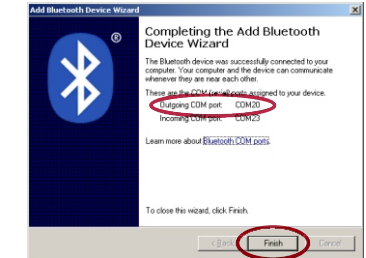 Add Bluetooth Device Wizard
®
Completing the Add Bluetooth
Device Wizard
The Bluetooth device was successfully connected to your
computer. Your computer and the device can communicate
whenever they are near each other.
These are the COM (serial) ports assigned to your device.
Outgoing COM port: COM20
Incoming COM port: COM23
Learn more about Bluetooth COM ports.
To close this wizard, click Finish.
< Back Finish Cancel